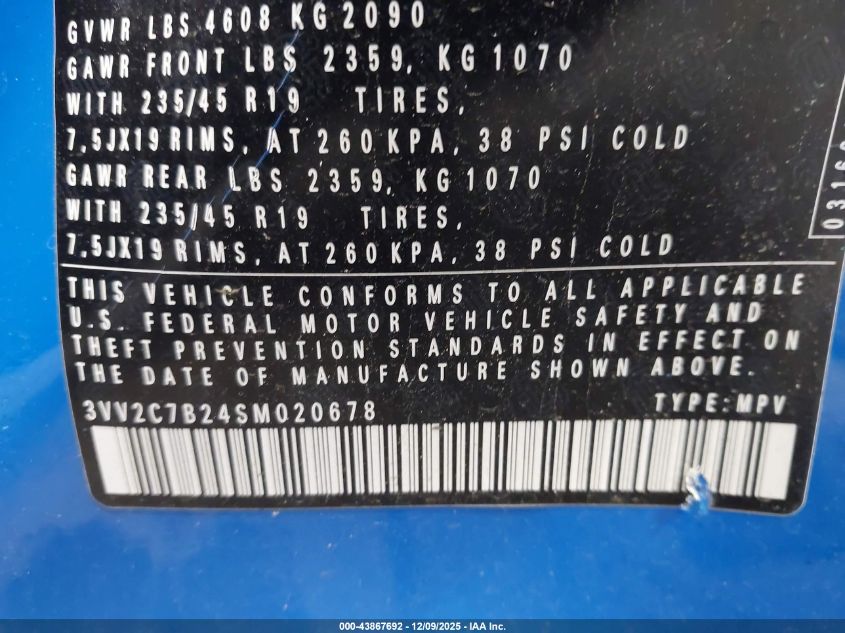 GVWR LBS 4608 KG 2090
GAWR FRONT LBS 2359, KG 1070
WITH 235/45 R19 TIRES,
7.5JX19 RIMS, AT 260 KPA, 38 PSI COLD
GAWR REAR LBS 2359, KG 1070
WITH 235/45 R19 TIRES,
7.5JX19 RIMS, AT 260 KPA, 38 PSI COLD
THIS VEHICLE CONFORMS TO ALL APPLICABLE
U.S. FEDERAL MOTOR VEHICLE SAFETY AND
THEFT PREVENTION STANDARDS IN EFFECT ON
THE DATE OF MANUFACTURE SHOWN ABOVE.
3VV2C7B24SM020678 TYPE:MPV
000-43867692 - 12/09/2025 - IAA Inc.